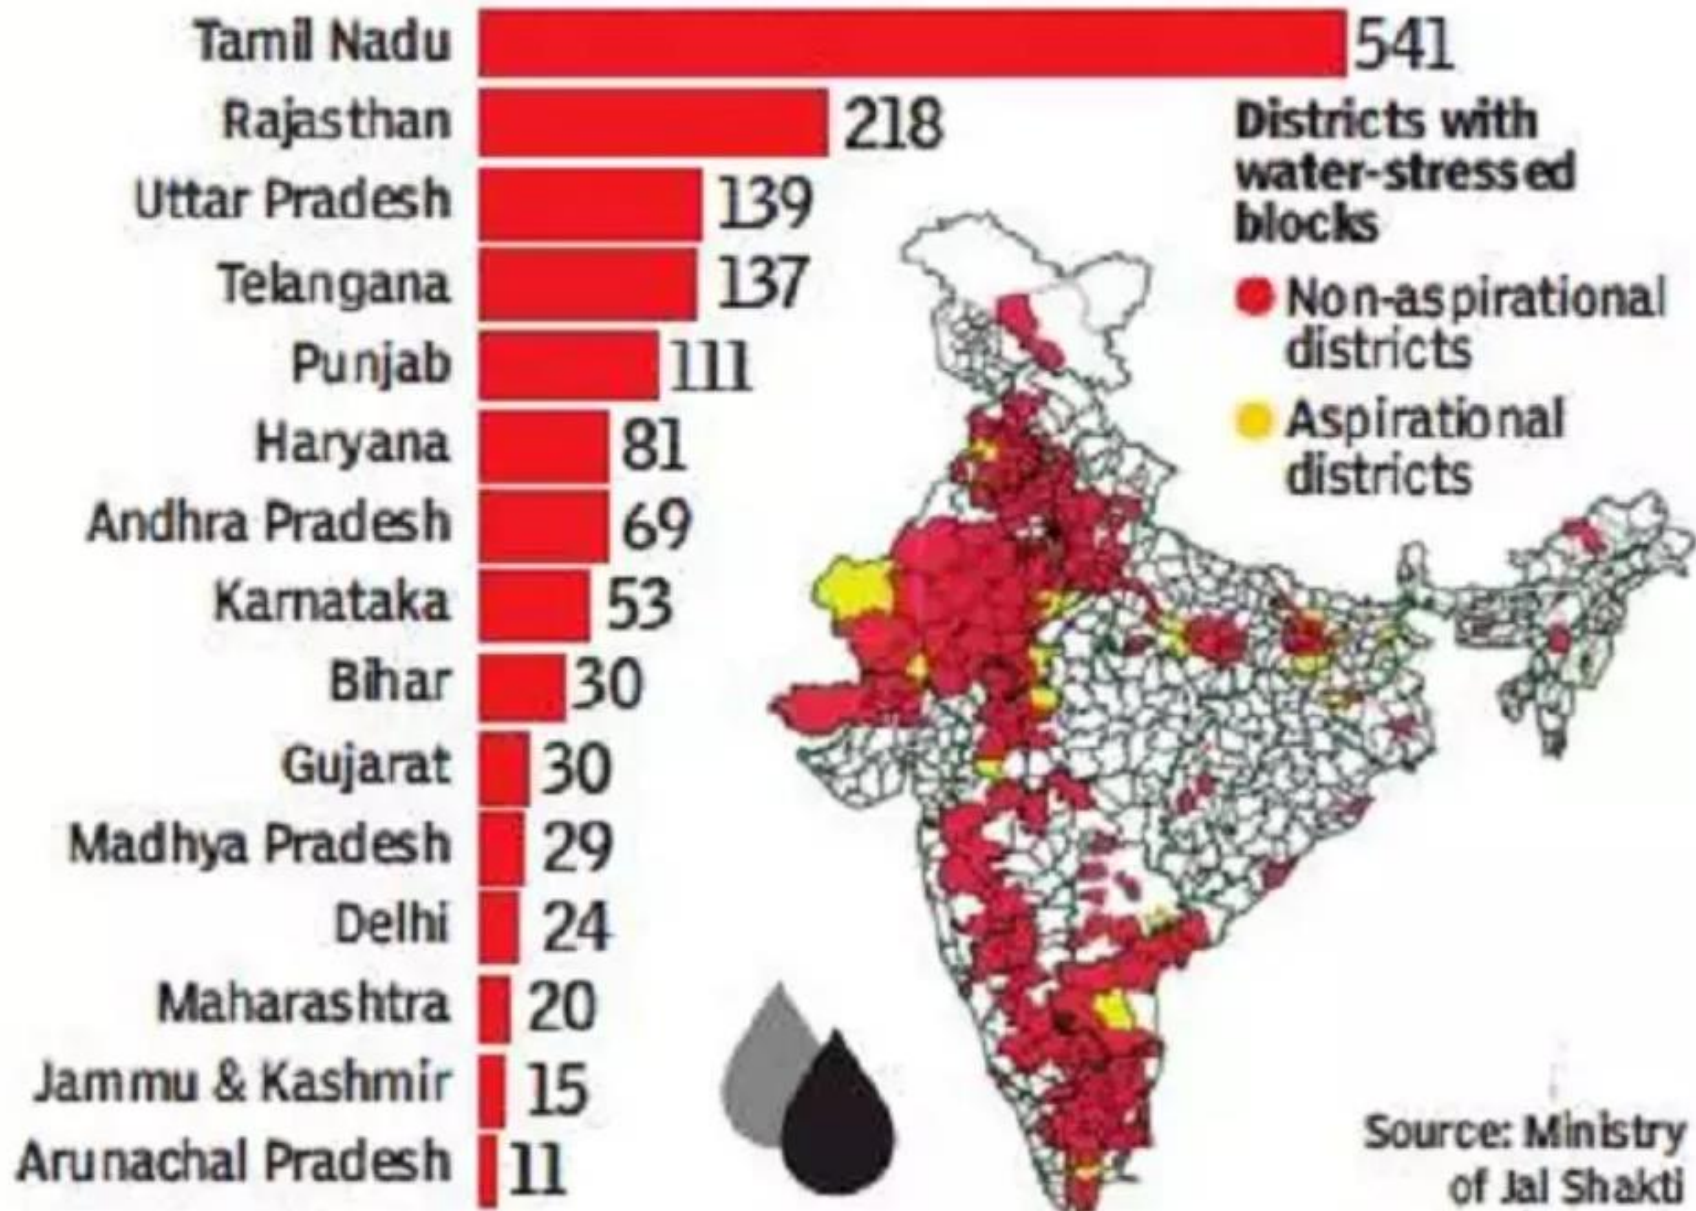 Tamil Nadu 541
Rajasthan 218
Uttar Pradesh 139
Telangana 137
Punjab 111
Haryana 81
Andhra Pradesh 69
Karnataka 53
Bihar 30
Gujarat 30
Madhya Pradesh 29
Delhi 24
Maharashtra 20
Jammu & Kashmir 15
Arunachal Pradesh 11
Districts with
water-stressed
blocks
Non-aspirational
districts
Aspirational
districts
Source: Ministry
of Jal Shakti